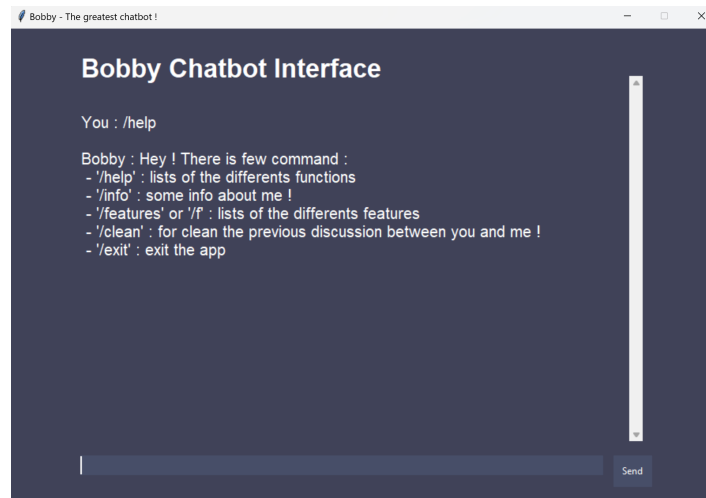 Bobby - The greatest chatbot !
Bobby Chatbot Interface
You : /help
Bobby : Hey ! There is few command :
- '/help' : lists of the differents functions
- '/info' : some info about me !
- '/features' or '/f' : lists of the differents features
- '/clean' : for clean the previous discussion between you and me !
- '/exit' : exit the app
Send